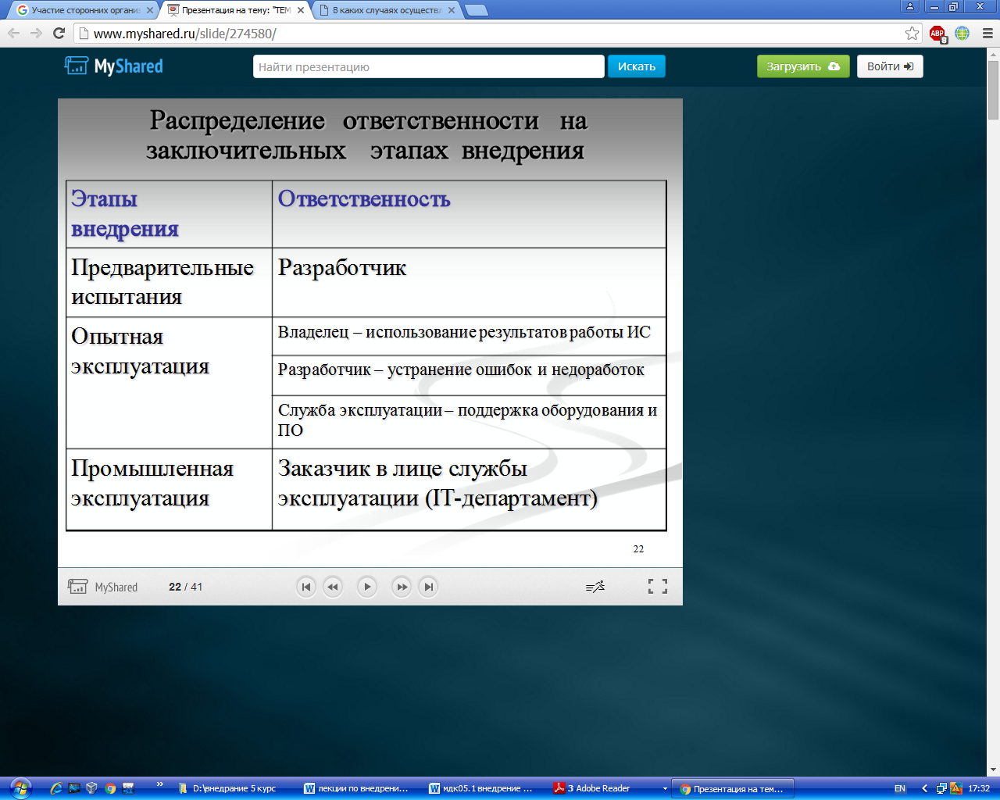 Участие сторонних организ
Презентация на тему: "ТЕМ
В каких случаях осуществл
www.myshared.ru/slide/274580/
ABP
8
MyShared
Найти презентацию
Искать
Загрузить
Войти
Распределение ответственности на
заключительных этапах внедрения
Этапы
внедрения
Ответственность
Предварительные
испытания
Разработчик
Опытная
эксплуатация
Владелец – использование результатов работы ИС
Разработчик – устранение ошибок и недоработок
Служба эксплуатации – поддержка оборудования и
ПО
Промышленная
эксплуатация
Заказчик в лице службы
эксплуатации (IT-департамент)
22
MyShared
22 / 41
D:\внедрание 5 курс
лекции по внедрени...
мдк05.1 внедрение ...
3 Adobe Reader
Презентация на тем...
EN
17:32